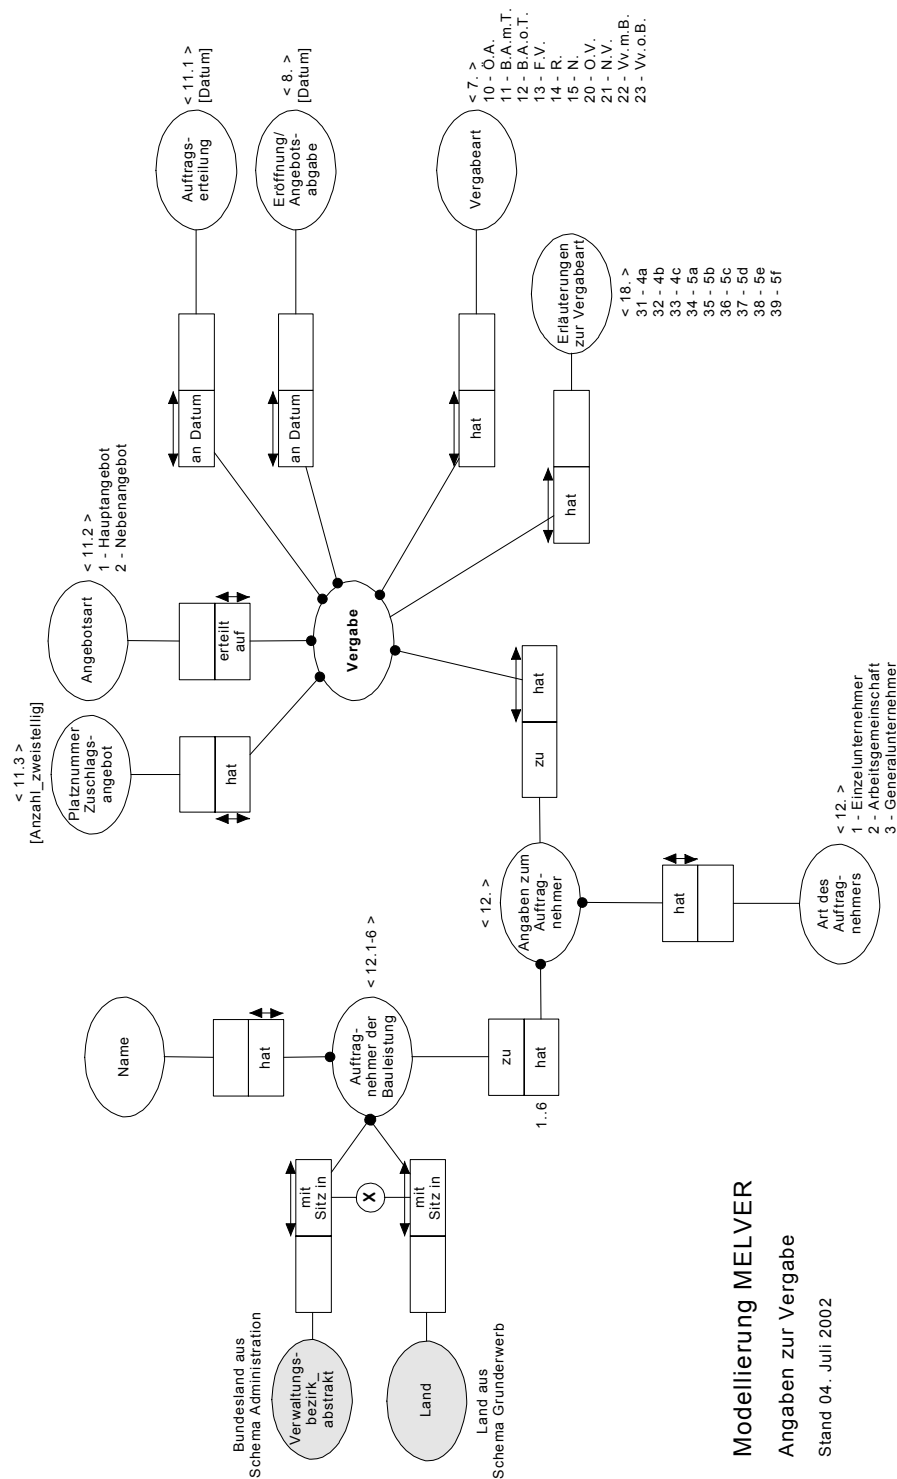 < 11.1 >
[Datum]
Auftrags-
erteilung
an Datum
< 8. >
[Datum]
Eröffnung/
Angebots-
abgabe
an Datum
< 7. >
10 - Ö.A.
11 - B.A.m.T.
12 - B.A.o.T.
13 - F.V.
14 - R.
15 - N.
20 - O.V.
21 - N.V.
22 - Vv.m.B.
23 - Vv.o.B.
Vergabeart
hat
Erläuterungen
zur Vergabeart
< 18. >
31 - 4a
32 - 4b
33 - 4c
34 - 5a
35 - 5b
36 - 5c
37 - 5d
38 - 5e
39 - 5f
hat
< 11.2 >
1 - Hauptangebot
2 - Nebenangebot
Angebotsart
erteilt
auf
Vergabe
< 11.3 >
[Anzahl_zweistellig]
Platznummer
Zuschlags-
angebot
hat
hat
zu
< 12. >
Angaben zum
Auftrag-
nehmer
hat
Art des
Auftrag-
nehmers
< 12. >
1 - Einzelunternehmer
2 - Arbeitsgemeinschaft
3 - Generalunternehmer
Name
hat
Auftrag-
nehmer der
Bauleistung
< 12.1-6 >
zu
hat
1..6
mit
Sitz in
X
mit
Sitz in
Bundesland aus
Schema Administration
Verwaltungs-
bezirk_
abstrakt
Land
Land aus
Schema Grunderwerb
Modellierung MELVER
Angaben zur Vergabe
Stand 04. Juli 2002